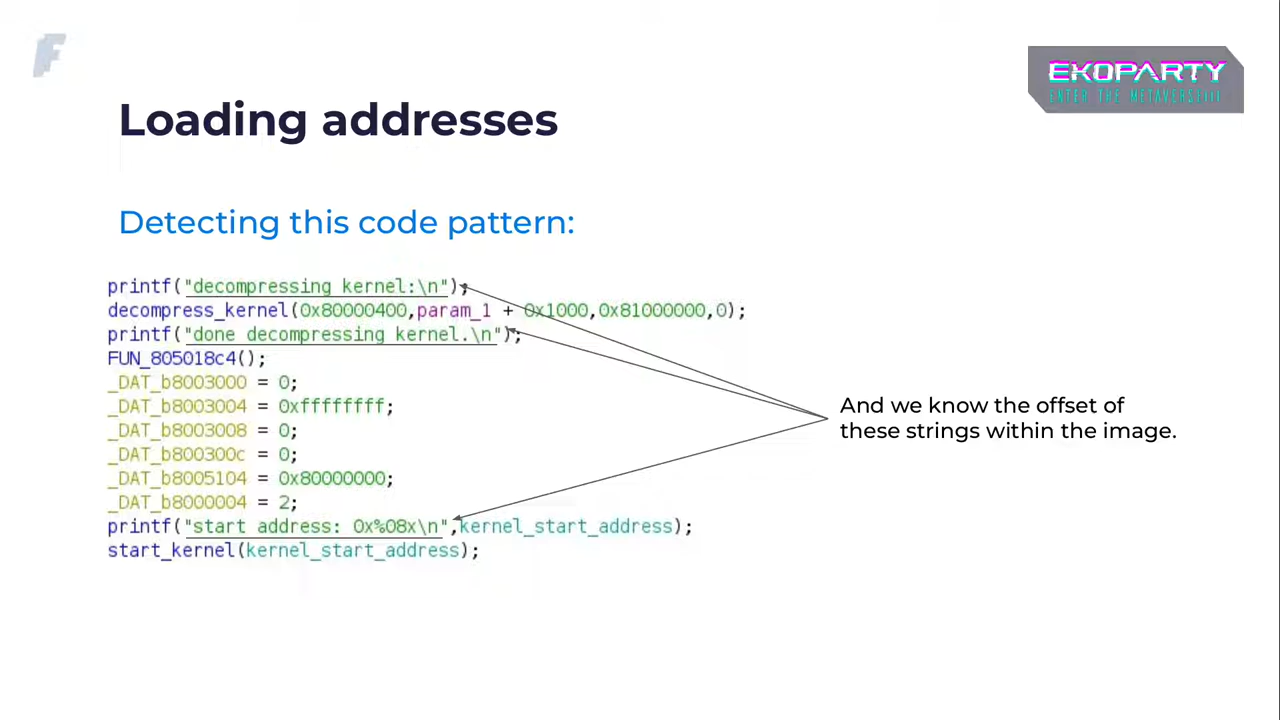 F
EKOPARTY
ENTER THE METAVERSE///
Loading addresses
Detecting this code pattern:
printf("decompressing kernel:\n");
decompress_kernel(0x80000400,param_1 + 0x1000,0x81000000,0);
printf("done decompressing kernel.\n");
FUN_805018c4();
_DAT_b8003000 = 0;
_DAT_b8003004 = 0xffffffff;
_DAT_b8003008 = 0;
_DAT_b800300c = 0;
_DAT_b8005104 = 0x80000000;
_DAT_b8000004 = 2;
printf("start address: 0x%08x\n",kernel_start_address);
start_kernel(kernel_start_address);
And we know the offset of
these strings within the image.